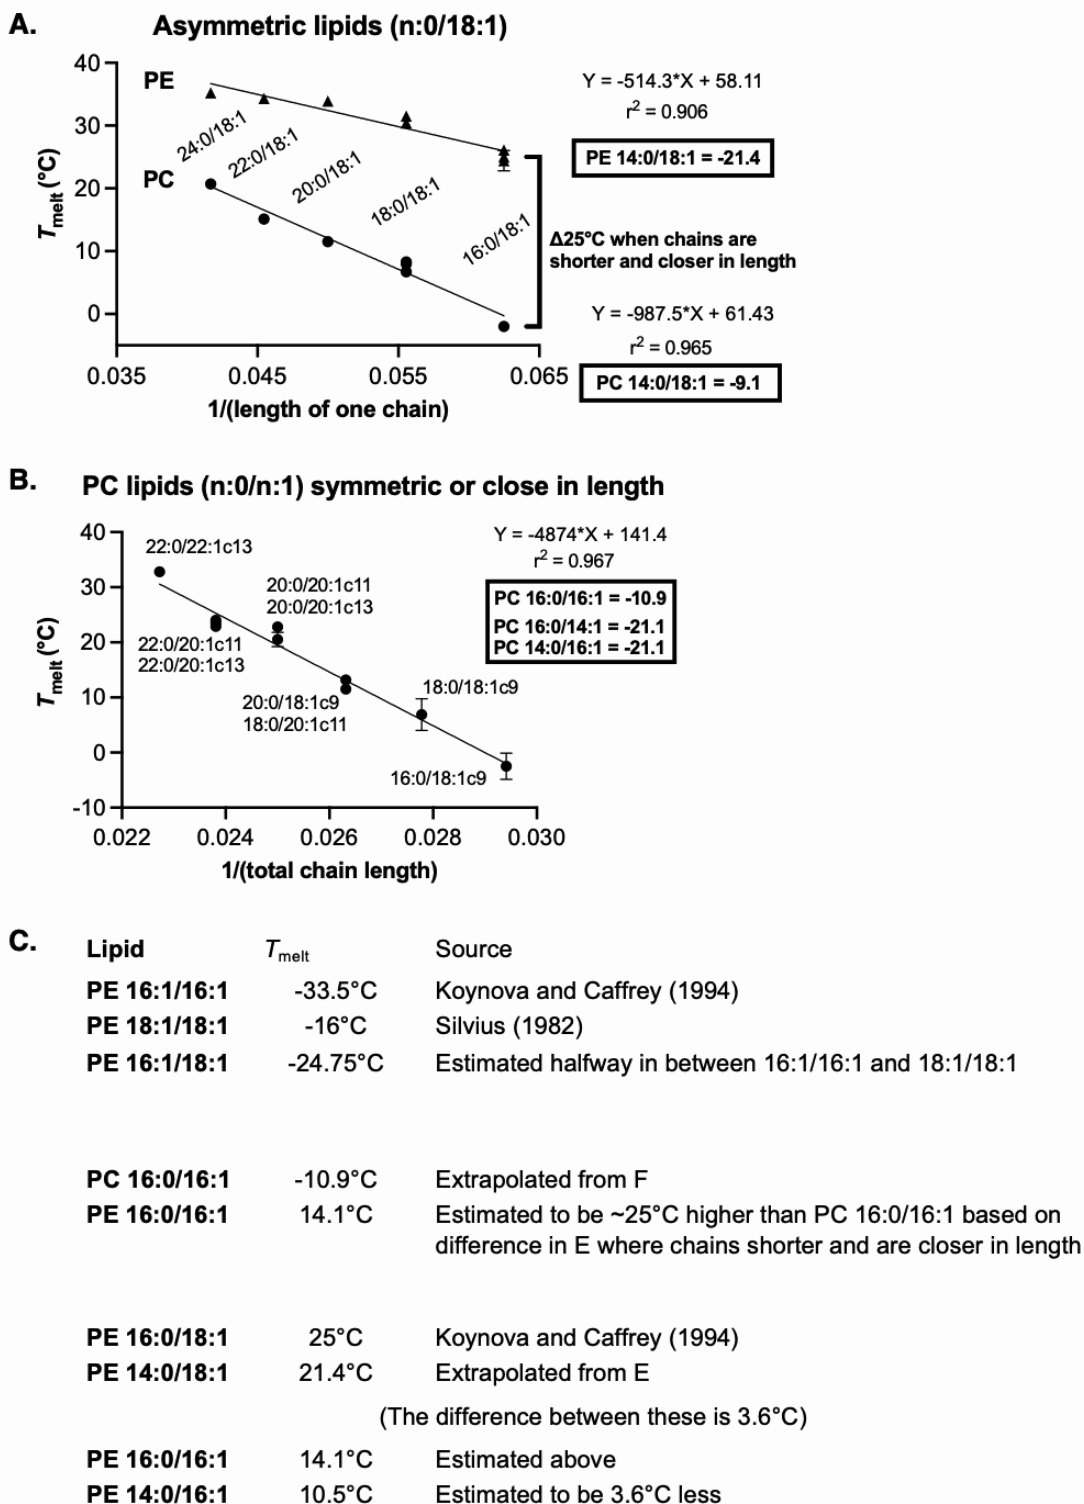 A.
Asymmetric lipids (n:0/18:1)
40
30
20
10
0
Tmelt (°C)
PE
PC
24:0/18:1
22:0/18:1
20:0/18:1
18:0/18:1
16:0/18:1
Y = -514.3*X + 58.11
r2 = 0.906
PE 14:0/18:1 = -21.4
Δ25°C when chains are
shorter and closer in length
Y = -987.5*X + 61.43
r2 = 0.965
PC 14:0/18:1 = -9.1
0.035 0.045 0.055 0.065
1/(length of one chain)
B.
PC lipids (n:0/n:1) symmetric or close in length
40
30
20
10
0
-10
Tmelt (°C)
22:0/22:1c13
20:0/20:1c11
20:0/20:1c13
22:0/20:1c11
22:0/20:1c13
20:0/18:1c9
18:0/20:1c11
18:0/18:1c9
16:0/18:1c9
Y = -4874*X + 141.4
r2 = 0.967
PC 16:0/16:1 = -10.9
PC 16:0/14:1 = -21.1
PC 14:0/16:1 = -21.1
0.022 0.024 0.026 0.028 0.030
1/(total chain length)
C.
Lipid Tmelt Source
PE 16:1/16:1 -33.5°C Koynova and Caffrey (1994)
PE 18:1/18:1 -16°C Silvius (1982)
PE 16:1/18:1 -24.75°C Estimated halfway in between 16:1/16:1 and 18:1/18:1
PC 16:0/16:1 -10.9°C Extrapolated from F
PE 16:0/16:1 14.1°C Estimated to be ~25°C higher than PC 16:0/16:1 based on
difference in E where chains shorter and are closer in length
PE 16:0/18:1 25°C Koynova and Caffrey (1994)
PE 14:0/18:1 21.4°C Extrapolated from E
(The difference between these is 3.6°C)
PE 16:0/16:1 14.1°C Estimated above
PE 14:0/16:1 10.5°C Estimated to be 3.6°C less